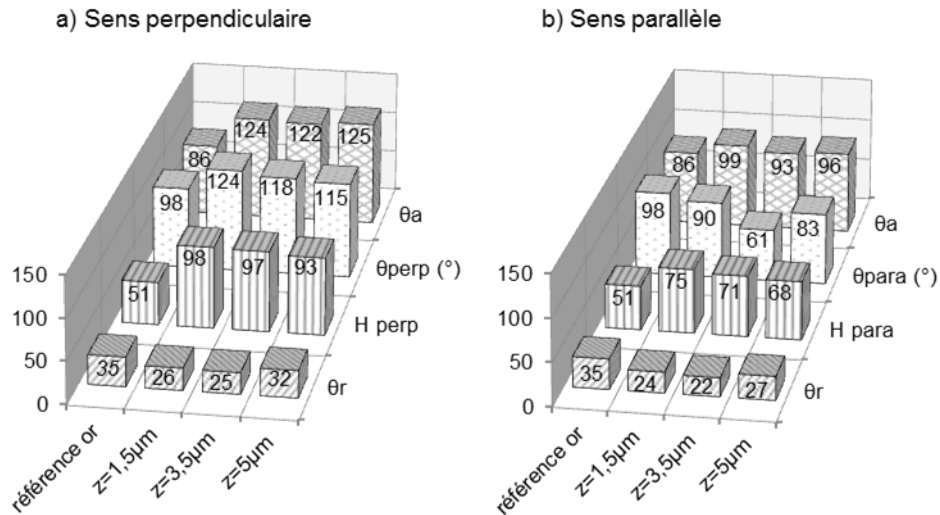 a) Sens perpendiculaire
124 122 125
86
124 118 115
98
θa
98 97 93
51
θperp (°)
H perp
35 26 25 32
θr
150
100
50
0
référence or
z=1,5µm
z=3,5µm
z=5µm
b) Sens parallèle
86 99 93 96
98 90 61 83
θa
51 75 71 68
θpara (°)
H para
35 24 22 27
θr
150
100
50
0
référence or
z=1,5µm
z=3,5µm
z=5µm